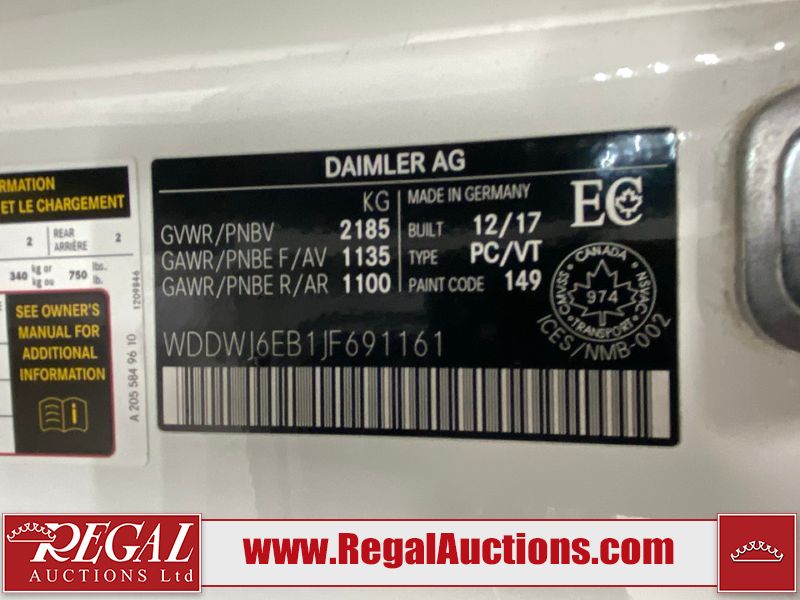 RMATION
ET LE CHARGEMENT
2 REAR ARRIÈRE 2
340 kg or kg ou 750 lbs. lb.
SEE OWNER'S
MANUAL FOR
ADDITIONAL
INFORMATION
1209846
A 205 584 96 10
DAIMLER AG
KG
GVWR/PNBV 2185
GAWR/PNBE F/AV 1135
GAWR/PNBE R/AR 1100
MADE IN GERMANY
BUILT 12/17
TYPE PC/VT
PAINT CODE 149
EC
CANADA
974
TRANSPORT
CMVSS/NSVAC
ICES/NMB-002
WDDWJ6EB1JF691161
REGAL
AUCTIONS Ltd
www.RegalAuctions.com